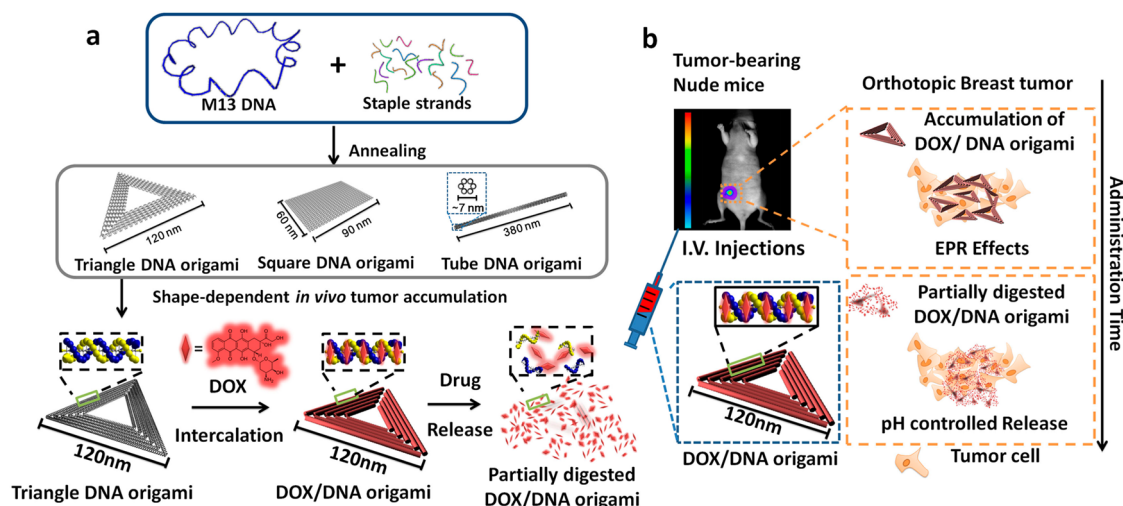 a
M13 DNA
+
Staple strands
Annealing
120 nm
60 nm
90 nm
~7 nm
380 nm
Triangle DNA origami
Square DNA origami
Tube DNA origami
Shape-dependent in vivo tumor accumulation
=
DOX
Intercalation
Drug
Release
120nm
120nm
Triangle DNA origami
DOX/DNA origami
Partially digested
DOX/DNA origami
b
Tumor-bearing
Nude mice
I.V. Injections
120nm
DOX/DNA origami
Orthotopic Breast tumor
Accumulation of
DOX/ DNA origami
EPR Effects
Partially digested
DOX/DNA origami
pH controlled Release
Tumor cell
Administration Time